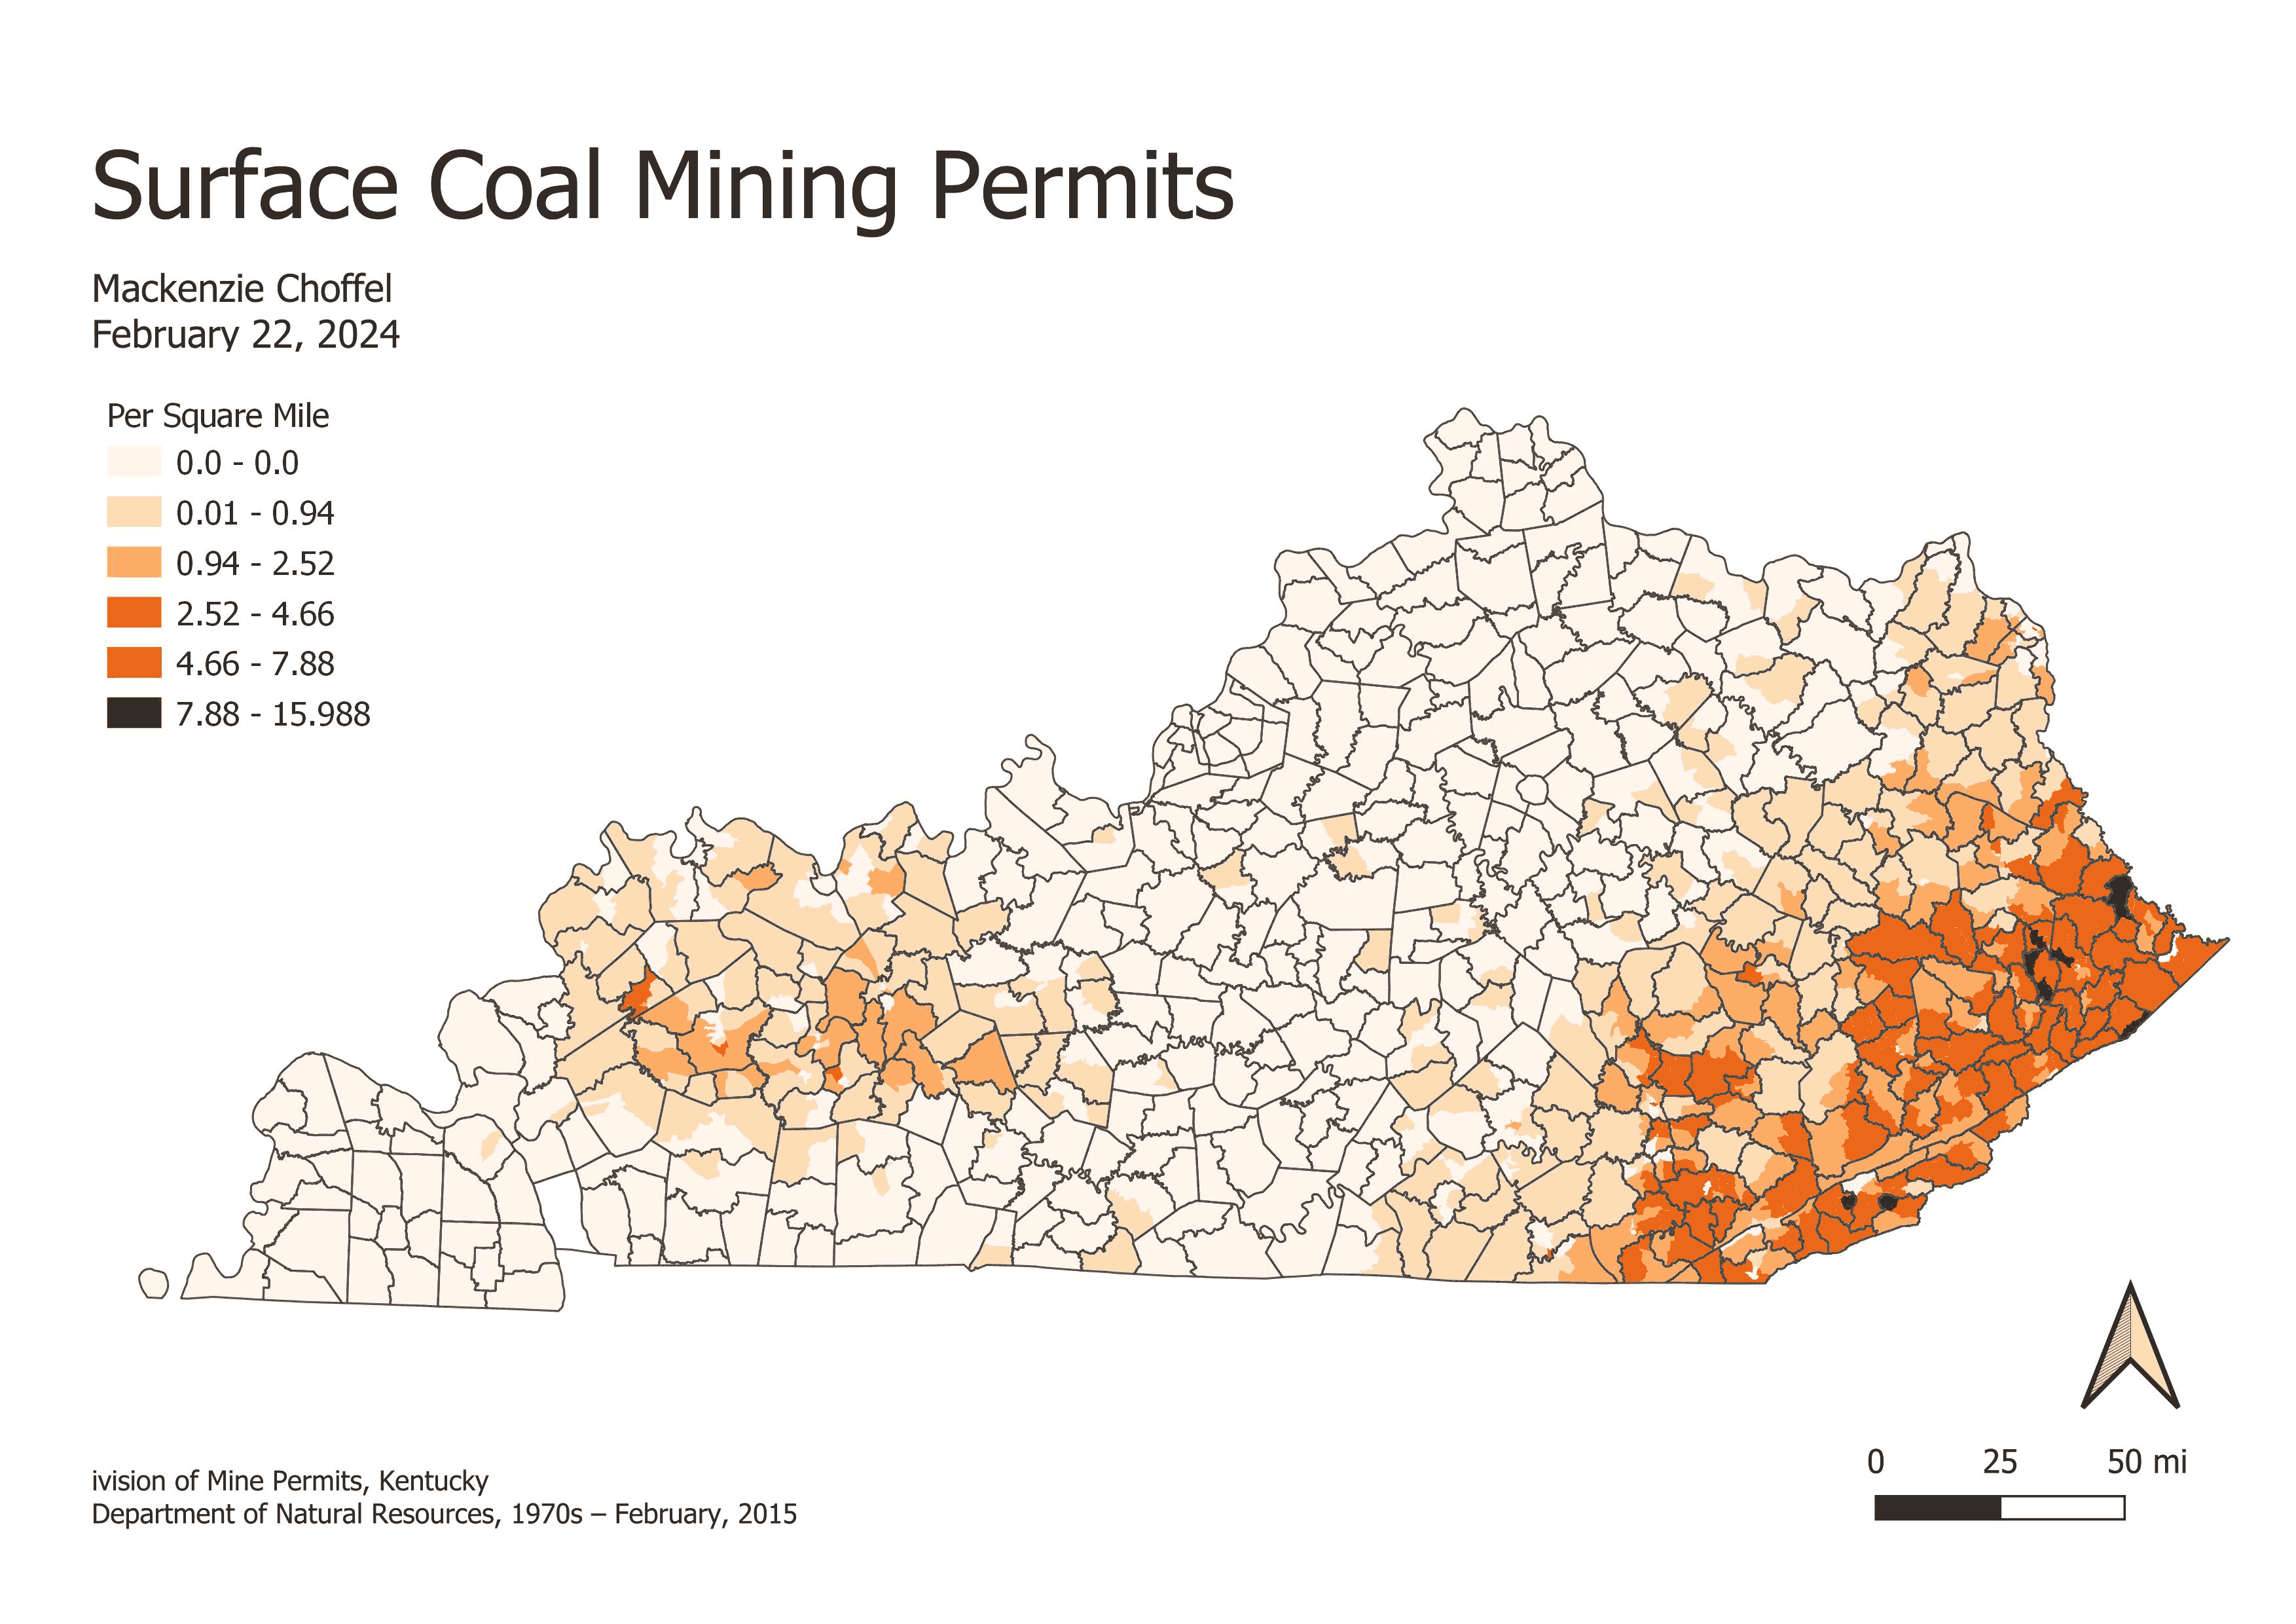 Surface Coal Mining Permits
Mackenzie Choffel
February 22, 2024
Per Square Mile
0.0 - 0.0
0.01 - 0.94
0.94 - 2.52
2.52 - 4.66
4.66 - 7.88
7.88 - 15.988
0 25 50 mi
ivision of Mine Permits, Kentucky
Department of Natural Resources, 1970s – February, 2015